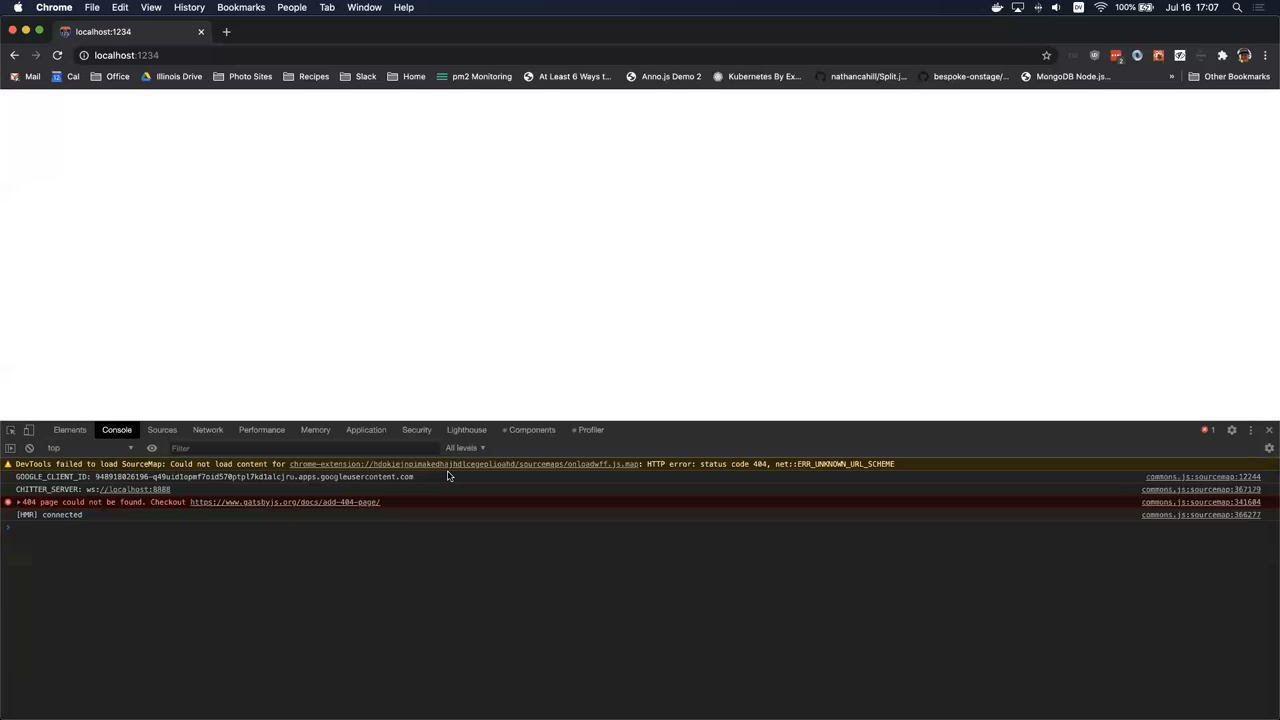 Chrome File Edit View History Bookmarks People Tab Window Help 100% Jul 16 17:07
localhost:1234
localhost:1234
Mail Cal Office Illinois Drive Photo Sites Recipes Slack Home pm2 Monitoring At Least 6 Ways t... Anno.js Demo 2 Kubernetes By Ex... nathancahill/Split.j... bespoke-onstage/... MongoDB Node.js... » Other Bookmarks
Elements Console Sources Network Performance Memory Application Security Lighthouse Components Profiler 1
top Filter All levels
DevTools failed to load SourceMap: Could not load content for chrome-extension://hdokiejnpimakedhajhdlcegeplioahd/sourcemaps/onloadwff.js.map: HTTP error: status code 404, net::ERR_UNKNOWN_URL_SCHEME
GOOGLE_CLIENT_ID: 948918026196-q49uid1opmf7oid570ptpl7kd1alcjru.apps.googleusercontent.com commons.js:sourcemap:12244
CHITTER_SERVER: ws://localhost:8888 commons.js:sourcemap:367179
404 page could not be found. Checkout https://www.gatsbyjs.org/docs/add-404-page/ commons.js:sourcemap:341604
[HMR] connected commons.js:sourcemap:366277